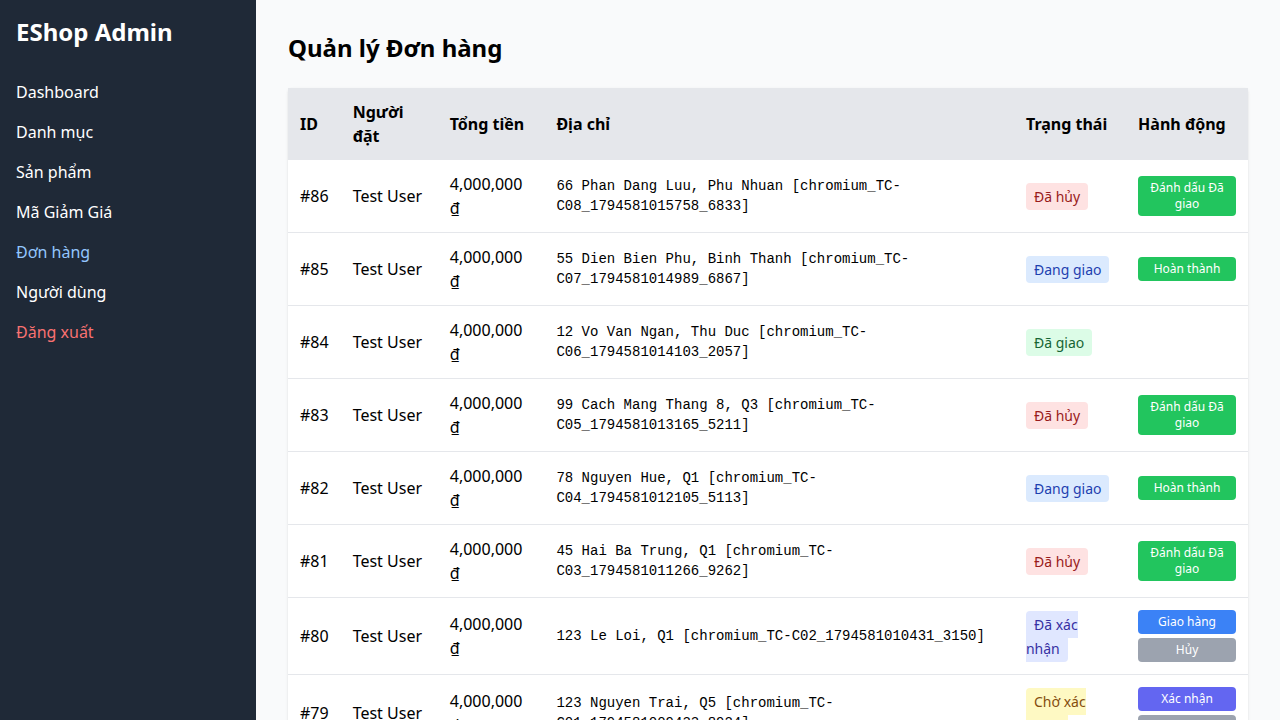 EShop Admin
Dashboard
Danh mục
Sản phẩm
Mã Giảm Giá
Đơn hàng
Người dùng
Đăng xuất
Quản lý Đơn hàng
ID
Người
đặt
Tổng tiền
Địa chỉ
Trạng thái
Hành động
#86
Test User
4,000,000
₫
66 Phan Dang Luu, Phu Nhuan [chromium_TC-
C08_1794581015758_6833]
Đã hủy
Đánh dấu Đã
giao
#85
Test User
4,000,000
₫
55 Dien Bien Phu, Binh Thanh [chromium_TC-
C07_1794581014989_6867]
Đang giao
Hoàn thành
#84
Test User
4,000,000
₫
12 Vo Van Ngan, Thu Duc [chromium_TC-
C06_1794581014103_2057]
Đã giao
#83
Test User
4,000,000
₫
99 Cach Mang Thang 8, Q3 [chromium_TC-
C05_1794581013165_5211]
Đã hủy
Đánh dấu Đã
giao
#82
Test User
4,000,000
₫
78 Nguyen Hue, Q1 [chromium_TC-
C04_1794581012105_5113]
Đang giao
Hoàn thành
#81
Test User
4,000,000
₫
45 Hai Ba Trung, Q1 [chromium_TC-
C03_1794581011266_9262]
Đã hủy
Đánh dấu Đã
giao
#80
Test User
4,000,000
₫
123 Le Loi, Q1 [chromium_TC-C02_1794581010431_3150]
Đã xác
nhận
Giao hàng
Hủy
#79
Test User
4,000,000
123 Nguyen Trai, Q5 [chromium_TC-
Chờ xác
Xác nhận